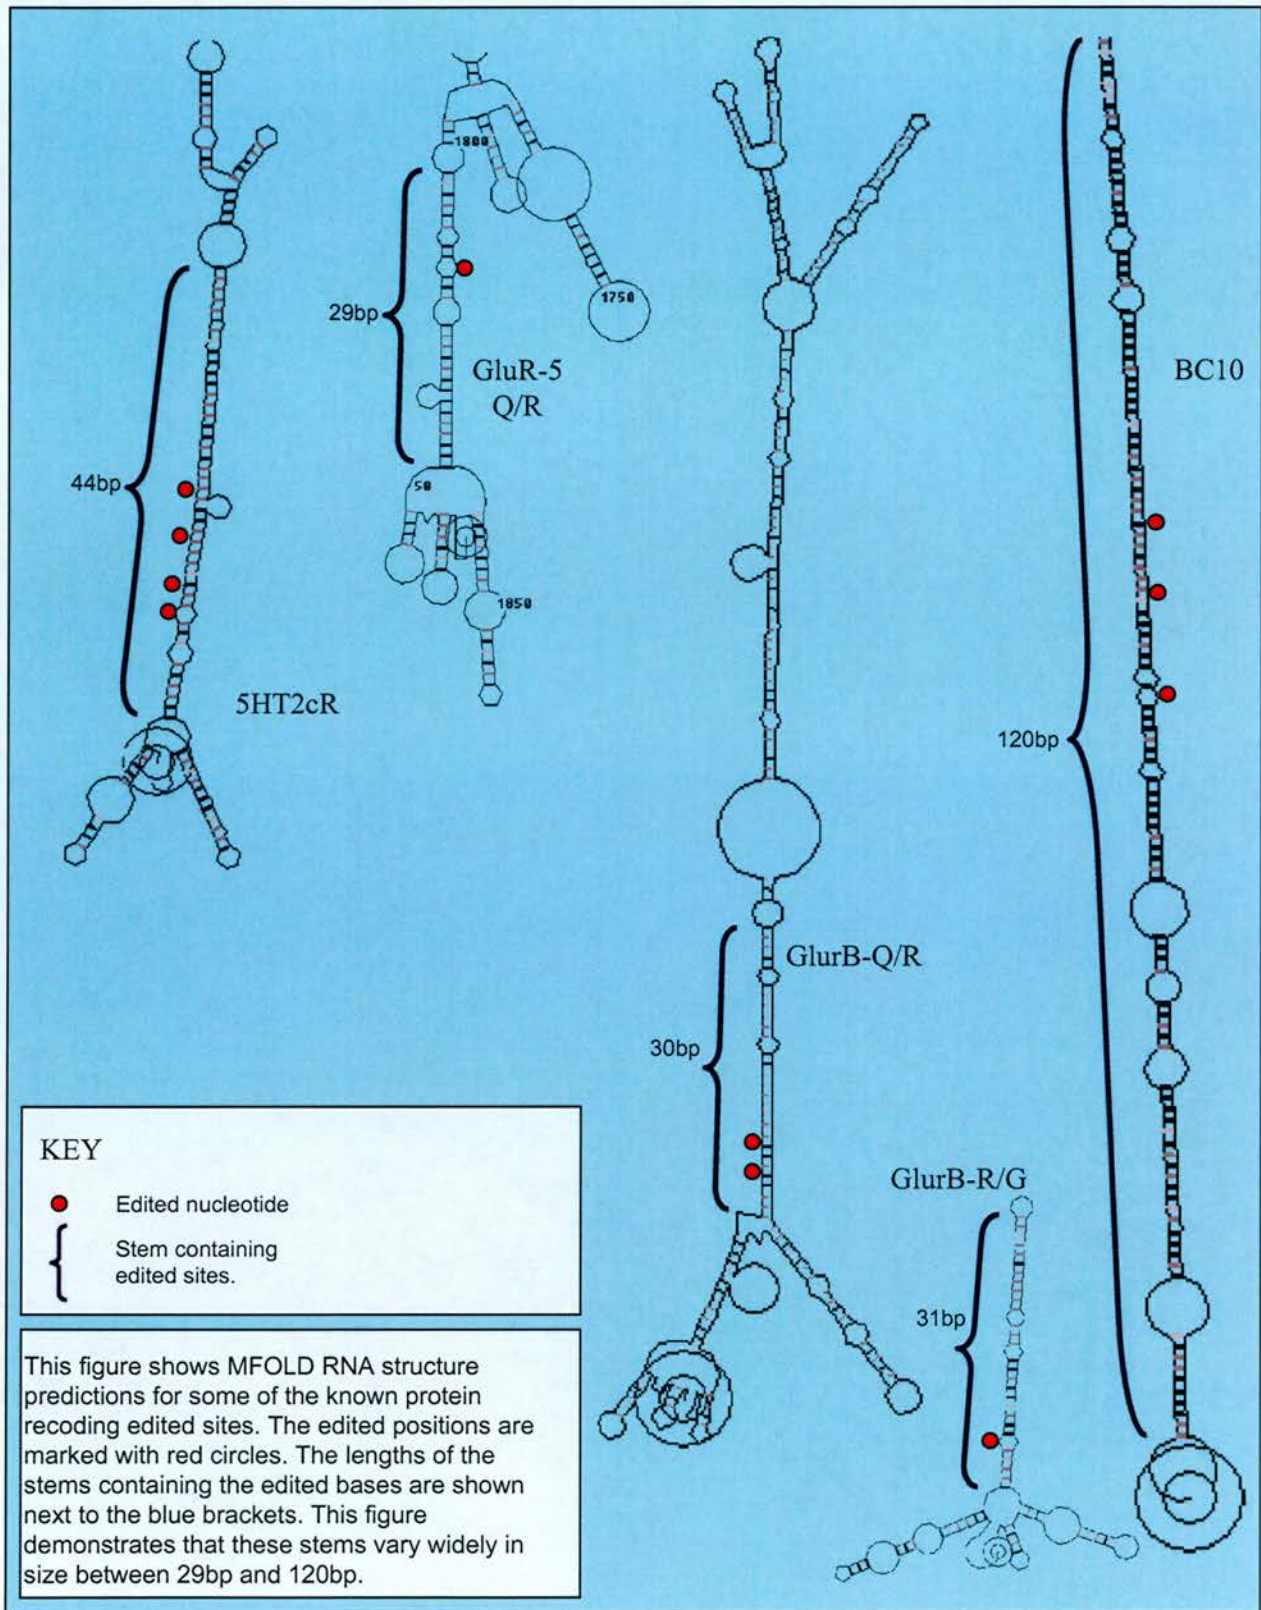 1800
1750
29bp
GluR-5
Q/R
BC10
44bp
50
1850
5HT2cR
120bp
GlurB-Q/R
30bp
GlurB-R/G
31bp
KEY
Edited nucleotide
Stem containing
edited sites.
This figure shows MFOLD RNA structure
predictions for some of the known protein
recoding edited sites. The edited positions are
marked with red circles. The lengths of the
stems containing the edited bases are shown
next to the blue brackets. This figure
demonstrates that these stems vary widely in
size between 29bp and 120bp.